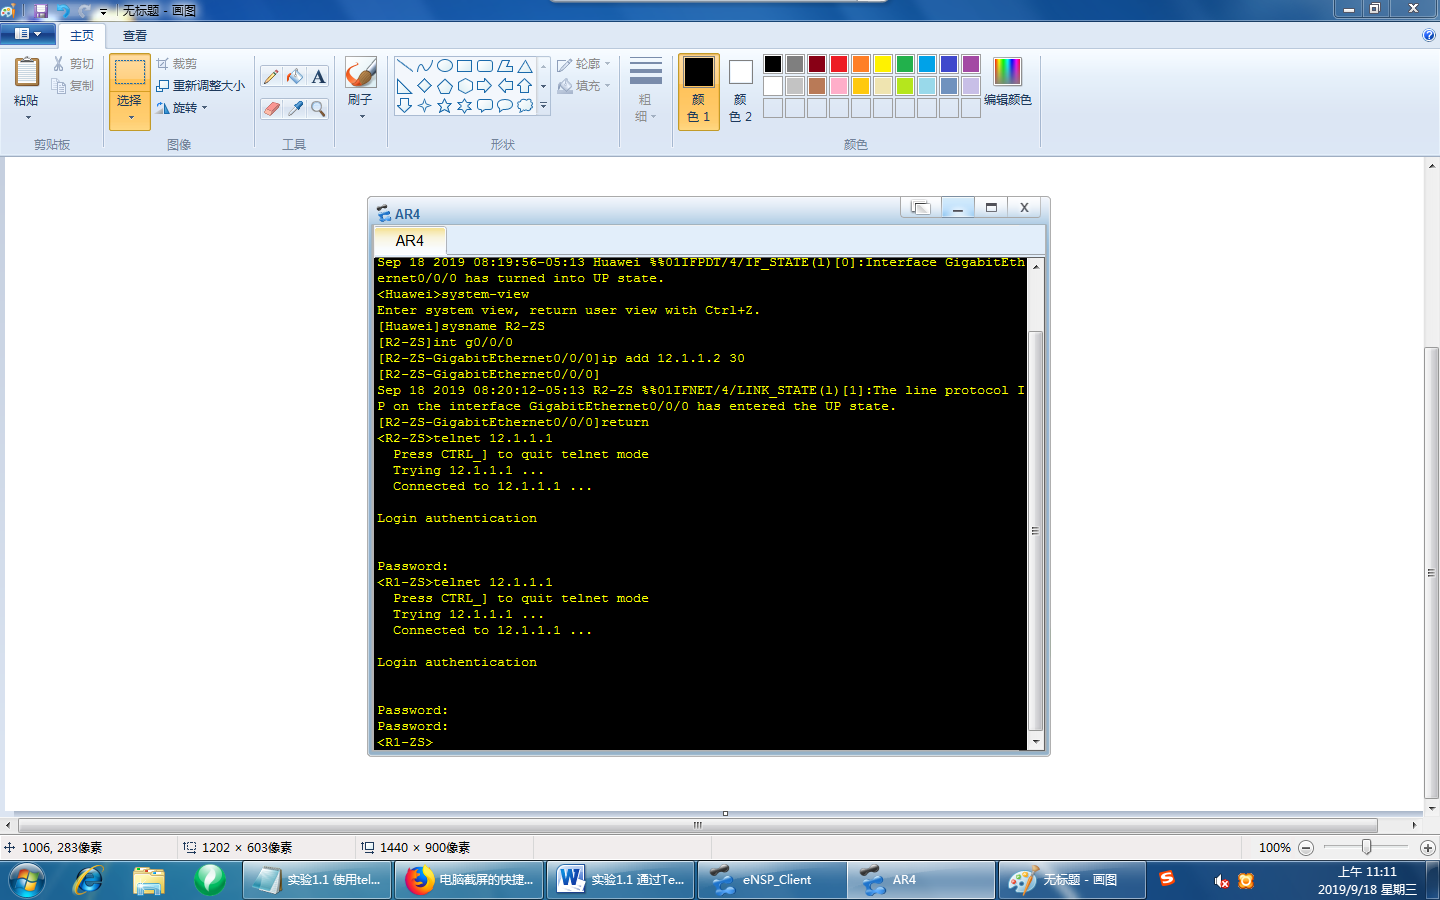 无标题 - 画图
主页
查看
粘贴
剪切
复制
剪贴板
选择
裁剪
重新调整大小
旋转
图像
A
工具
刷子
轮廓
填充
形状
粗
细
颜
色 1
颜
色 2
编辑颜色
颜色
AR4
AR4
Sep 18 2019 08:19:56-05:13 Huawei %%01IFPDT/4/IF_STATE(l)[0]:Interface GigabitEth
ernet0/0/0 has turned into UP state.
<Huawei>system-view
Enter system view, return user view with Ctrl+Z.
[Huawei]sysname R2-ZS
[R2-ZS]int g0/0/0
[R2-ZS-GigabitEthernet0/0/0]ip add 12.1.1.2 30
[R2-ZS-GigabitEthernet0/0/0]
Sep 18 2019 08:20:12-05:13 R2-ZS %%01IFNET/4/LINK_STATE(l)[1]:The line protocol I
P on the interface GigabitEthernet0/0/0 has entered the UP state.
[R2-ZS-GigabitEthernet0/0/0]return
<R2-ZS>telnet 12.1.1.1
Press CTRL_] to quit telnet mode
Trying 12.1.1.1 ...
Connected to 12.1.1.1 ...
Login authentication
Password:
<R1-ZS>telnet 12.1.1.1
Press CTRL_] to quit telnet mode
Trying 12.1.1.1 ...
Connected to 12.1.1.1 ...
Login authentication
Password:
Password:
<R1-ZS>
1006, 283像素
1202 × 603像素
1440 × 900像素
100%
实验1.1 使用tel...
电脑截屏的快捷...
实验1.1 通过Te...
eNSP_Client
AR4
无标题 - 画图
上午 11:11
2019/9/18 星期三